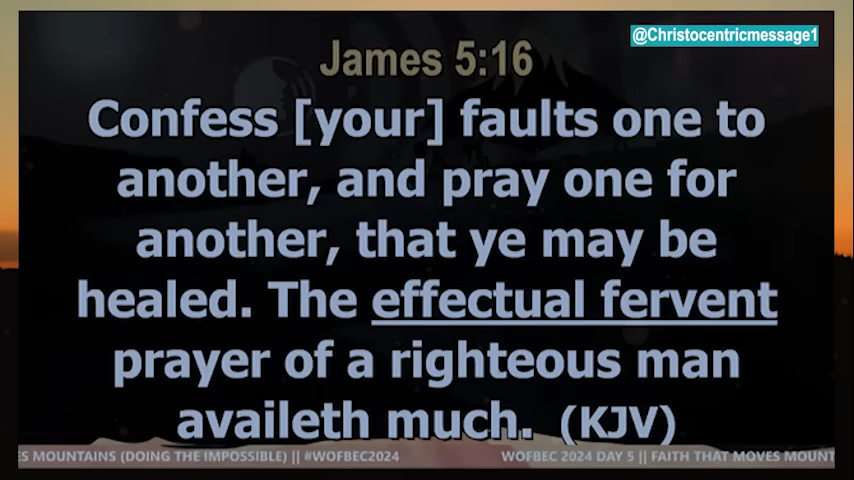 @Christocentricmessage1
James 5:16
Confess [your] faults one to
another, and pray one for
another, that ye may be
healed. The effectual fervent
prayer of a righteous man
availeth much. (KJV)
ES MOUNTAINS (DOING THE IMPOSSIBLE) || #WOFBEC2024 WOFBEC 2024 DAY 5 || FAITH THAT MOVES MOUNT